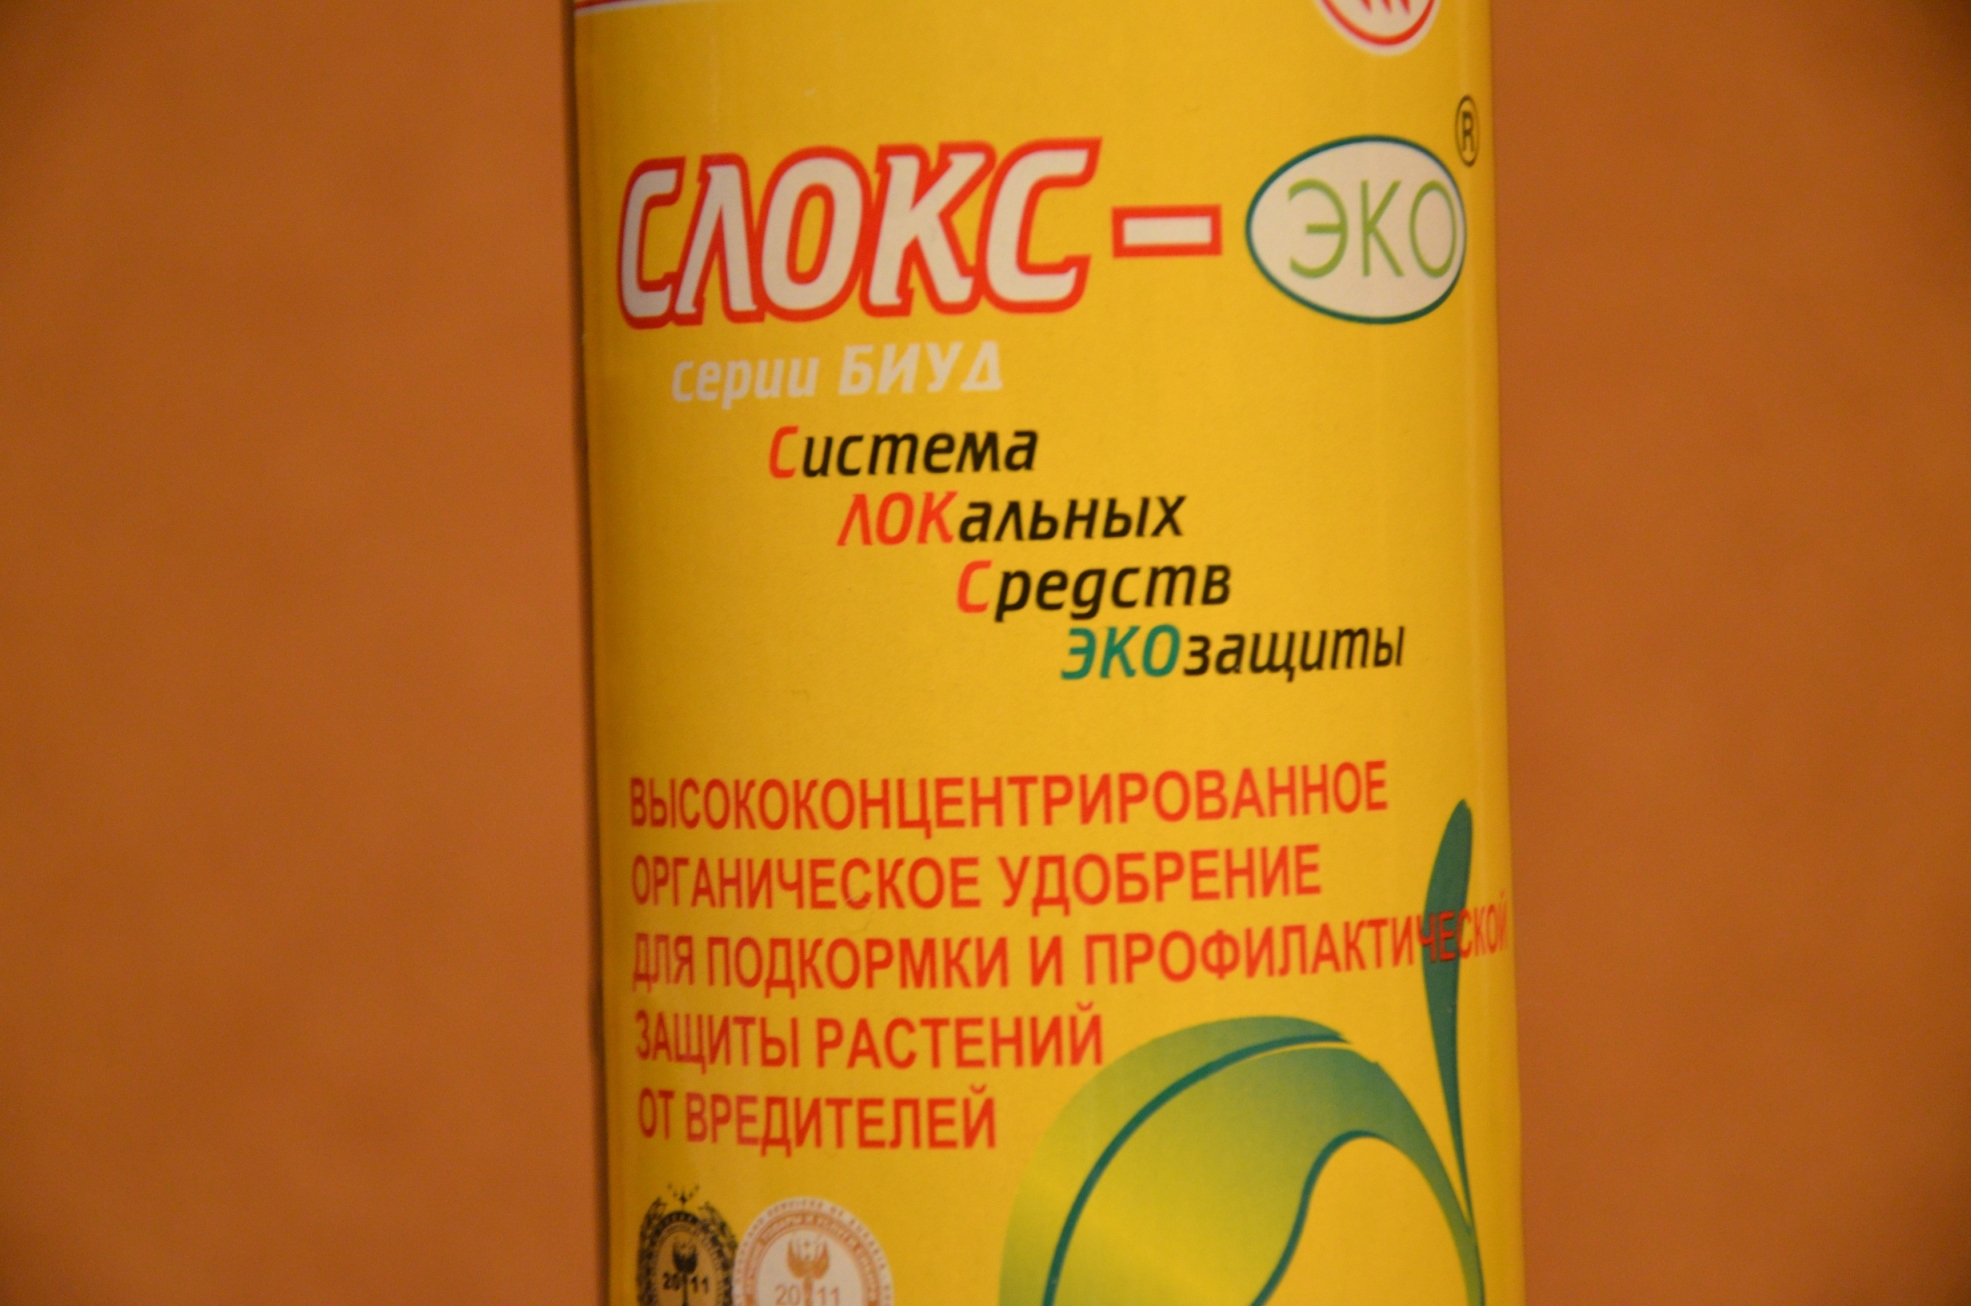 СЛОКС – ЭКО ®
серии БИУД
Система
ЛОКальных
Средств
ЭКОзащиты
ВЫСОКОКОНЦЕНТРИРОВАННОЕ
ОРГАНИЧЕСКОЕ УДОБРЕНИЕ
ДЛЯ ПОДКОРМКИ И ПРОФИЛАКТИЧЕСКОЙ
ЗАЩИТЫ РАСТЕНИЙ
ОТ ВРЕДИТЕЛЕЙ
2011 2011